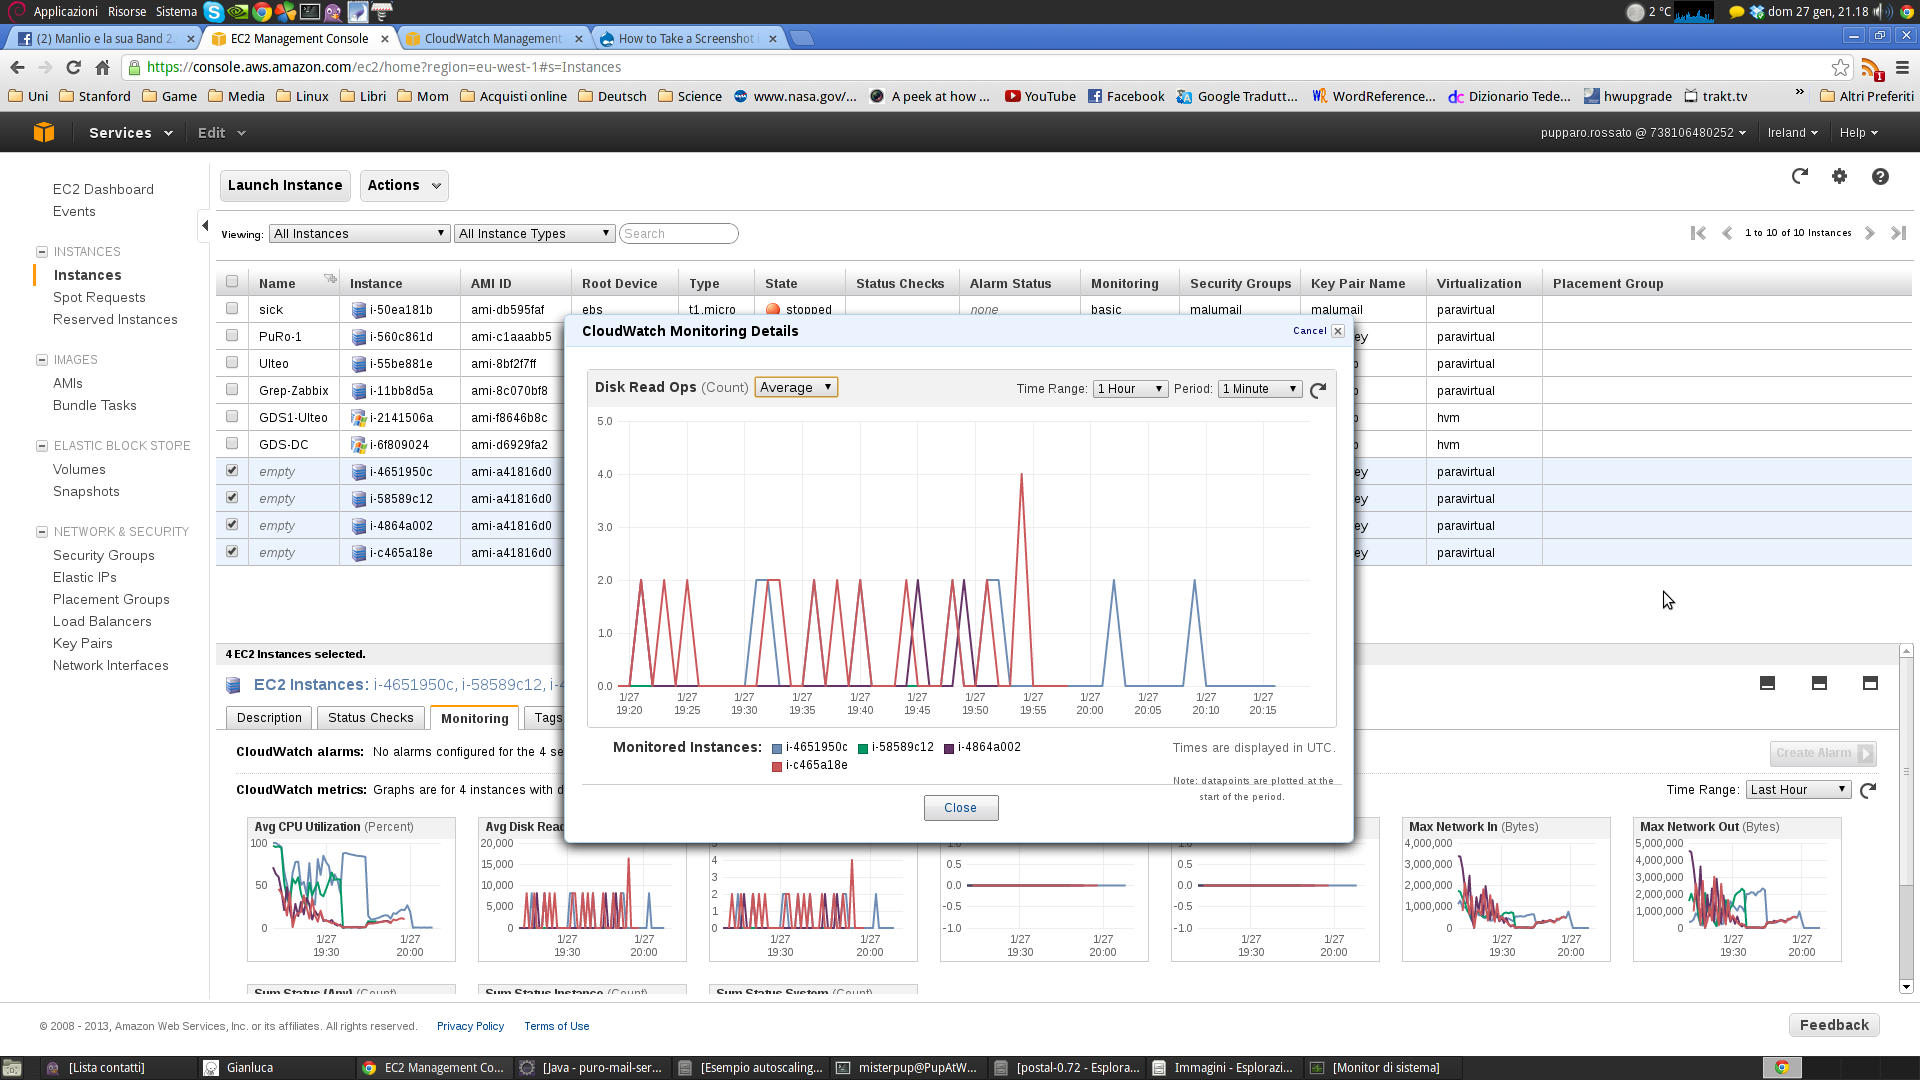 Applicazioni Risorse Sistema 2 °C dom 27 gen, 21.18
(2) Manlio e la sua Band 2. EC2 Management Console CloudWatch Management How to Take a Screenshot
https://console.aws.amazon.com/ec2/home?region=eu-west-1#s=Instances
Uni Stanford Game Media Linux Libri Mom Acquisti online Deutsch Science www.nasa.gov/... A peek at how ... YouTube Facebook Google Tradutt... WordReference... Dizionario Tede... hwupgrade trakt.tv » Altri Preferiti
Services Edit pupparo.rossato @ 738106480252 Ireland Help
EC2 Dashboard
Events
INSTANCES
Instances
Spot Requests
Reserved Instances
IMAGES
AMIs
Bundle Tasks
ELASTIC BLOCK STORE
Volumes
Snapshots
NETWORK & SECURITY
Security Groups
Elastic IPs
Placement Groups
Load Balancers
Key Pairs
Network Interfaces
Launch Instance Actions
Viewing: All Instances All Instance Types Search 1 to 10 of 10 Instances
Name Instance AMI ID Root Device Type State Status Checks Alarm Status Monitoring Security Groups Key Pair Name Virtualization Placement Group
sick i-50ea181b ami-db595faf ebs t1.micro stopped none basic malumail malumail paravirtual
PuRo-1 i-560c861d ami-c1aaabb5 ey paravirtual
Ulteo i-55be881e ami-8bf2f7ff paravirtual
Grep-Zabbix i-11bb8d5a ami-8c070bf8 paravirtual
GDS1-Ulteo i-2141506a ami-f8646b8c hvm
GDS-DC i-6f809024 ami-d6929fa2 hvm
empty i-4651950c ami-a41816d0 ey paravirtual
empty i-58589c12 ami-a41816d0 ey paravirtual
empty i-4864a002 ami-a41816d0 ey paravirtual
empty i-c465a18e ami-a41816d0 ey paravirtual
CloudWatch Monitoring Details Cancel
Disk Read Ops (Count) Average Time Range: 1 Hour Period: 1 Minute
5.0
4.0
3.0
2.0
1.0
0.0
1/27 1/27 1/27 1/27 1/27 1/27 1/27 1/27 1/27 1/27 1/27 1/27
19:20 19:25 19:30 19:35 19:40 19:45 19:50 19:55 20:00 20:05 20:10 20:15
Monitored Instances: i-4651950c i-58589c12 i-4864a002
i-c465a18e
Times are displayed in UTC.
Note: datapoints are plotted at the
start of the period.
Close
4 EC2 Instances selected.
EC2 Instances: i-4651950c, i-58589c12, i-4
Description Status Checks Monitoring Tags
CloudWatch alarms: No alarms configured for the 4 se Create Alarm
CloudWatch metrics: Graphs are for 4 instances with d Time Range: Last Hour
Avg CPU Utilization (Percent)
100
50
0
1/27 1/27
19:30 20:00
Avg Disk Read
20,000
15,000
10,000
5,000
0
1/27 1/27
19:30 20:00
5
4
3
2
1
0
1/27 1/27
19:30 20:00
1.0
0.5
0.0
-0.5
-1.0
1/27 1/27
19:30 20:00
1.0
0.5
0.0
-0.5
-1.0
1/27 1/27
19:30 20:00
Max Network In (Bytes)
4,000,000
3,000,000
2,000,000
1,000,000
0
1/27 1/27
19:30 20:00
Max Network Out (Bytes)
5,000,000
4,000,000
3,000,000
2,000,000
1,000,000
0
1/27 1/27
19:30 20:00
Sum Status (Any) (Count) Sum Status Instance (Count) Sum Status System (Count)
© 2008 - 2013, Amazon Web Services, Inc. or its affiliates. All rights reserved. Privacy Policy Terms of Use Feedback
[Lista contatti] Gianluca EC2 Management Co... [Java - puro-mail-ser... [Esempio autoscaling... misterpup@PupAtW... [postal-0.72 - Esplora... Immagini - Esplorazi... [Monitor di sistema]